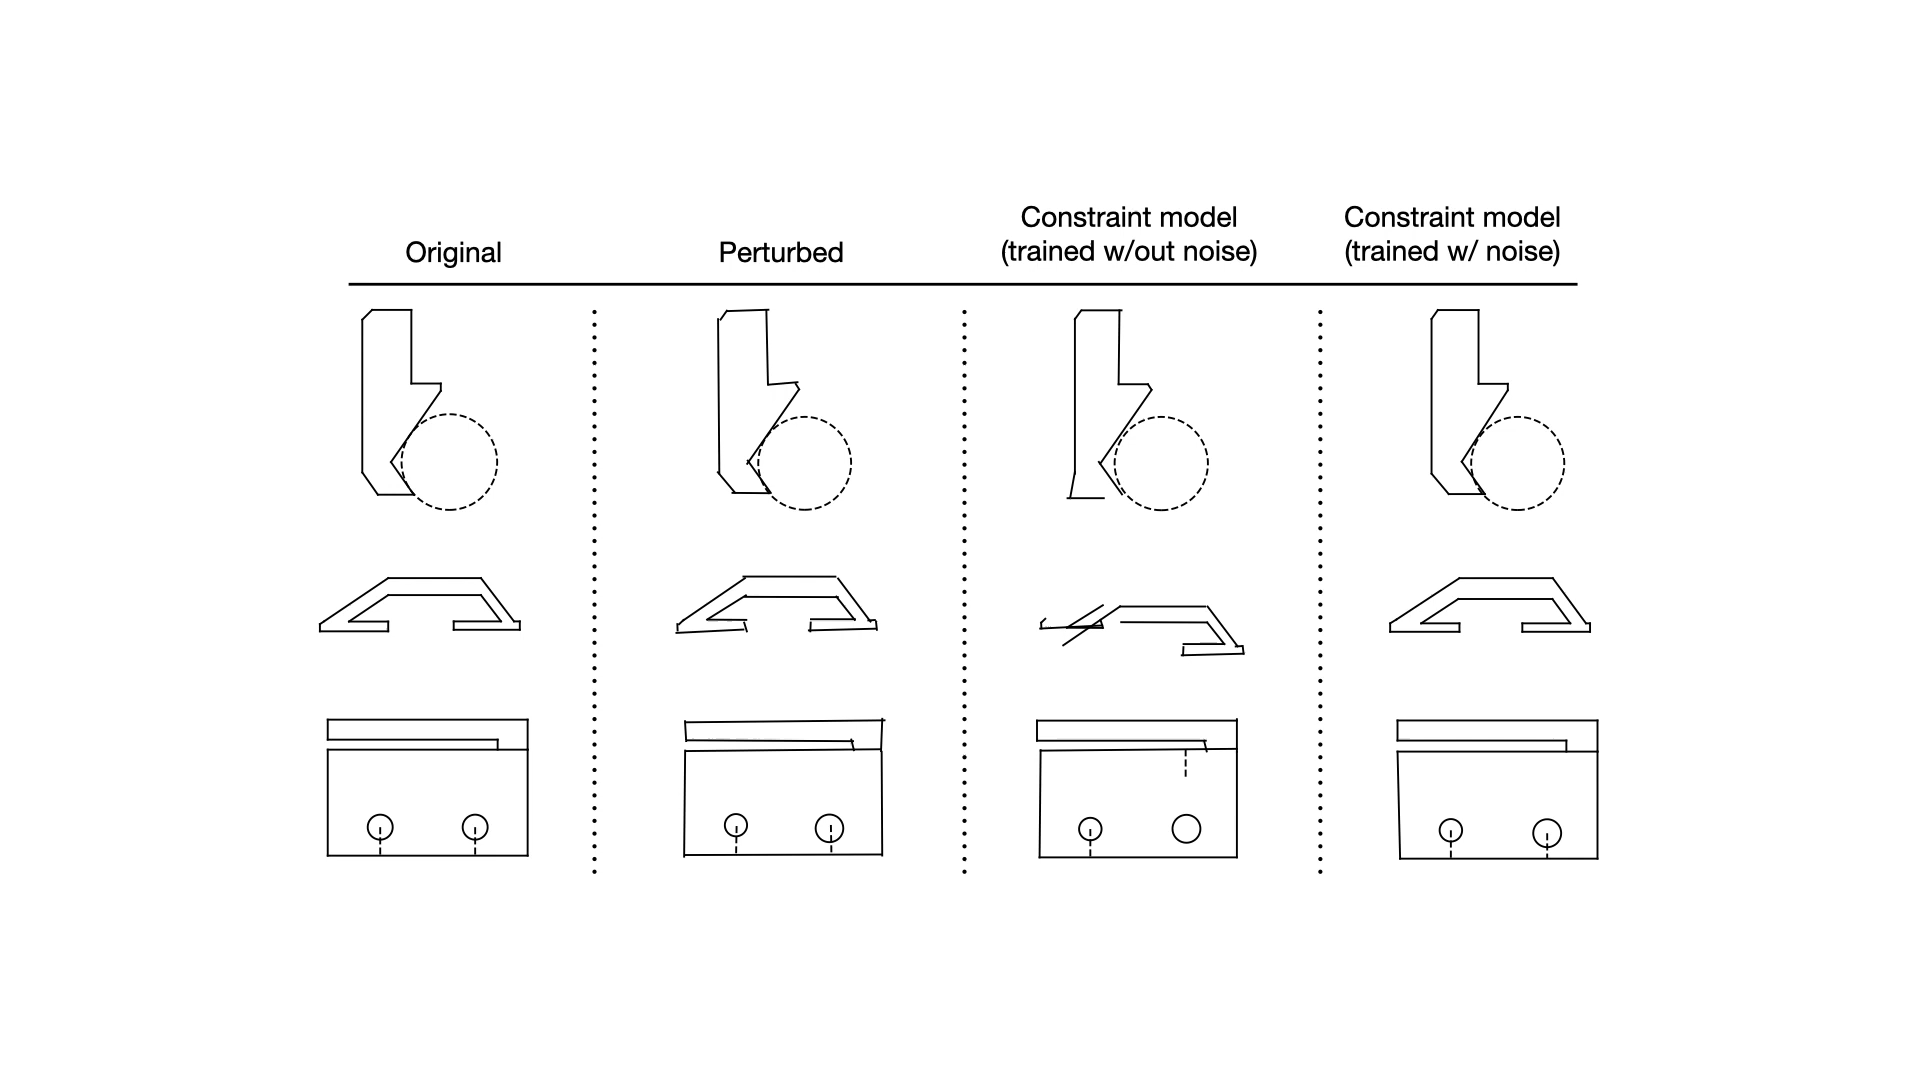 Original
Perturbed
Constraint model
(trained w/out noise)
Constraint model
(trained w/ noise)